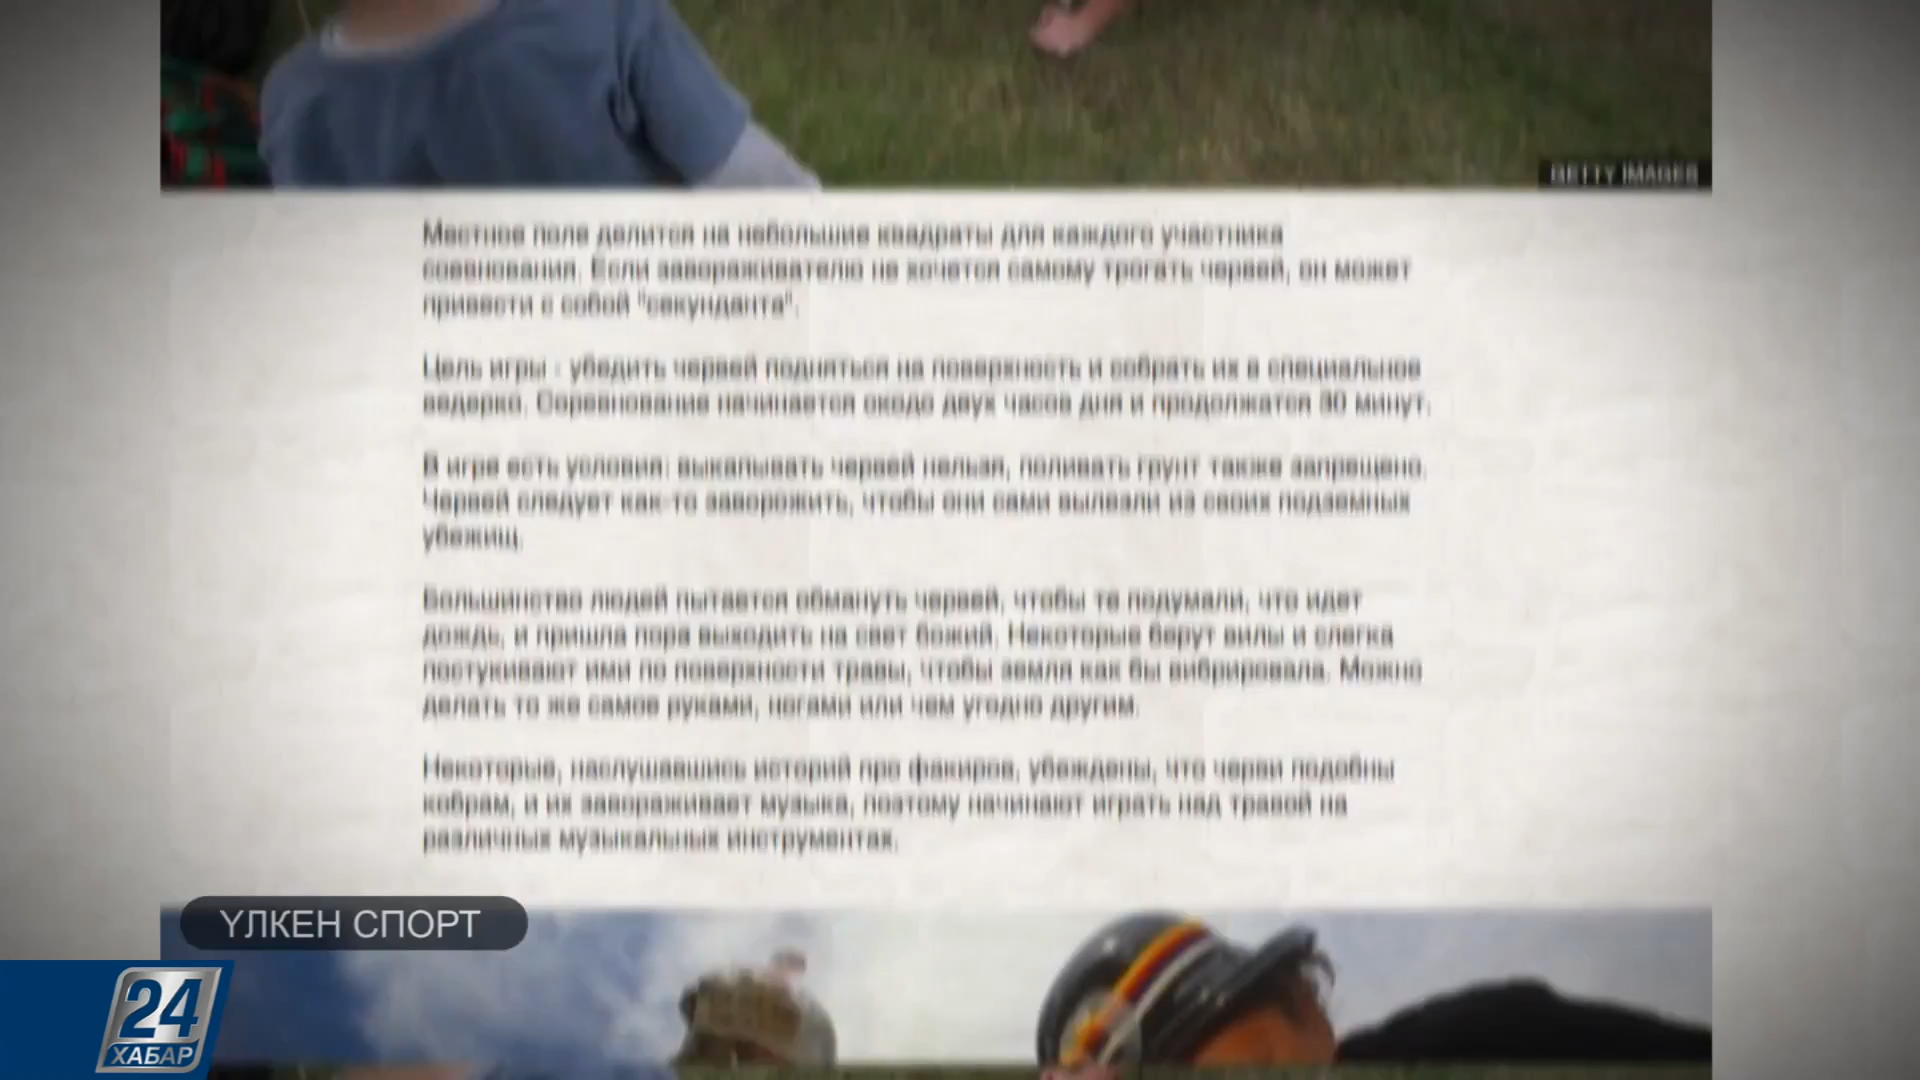 GETTY IMAGES
Местное поле делится на небольшие квадраты для каждого участника
соевнования. Если завораживателю не хочется самому трогать червей, он может
привести с собой "секунданта".
Цель игры - убедить червей подняться на поверхность и собрать их в специальное
ведерко. Соревнование начинается около двух часов дня и продолжатся 30 минут.
В игре есть условия: выкапывать червей нельзя, поливать грунт также запрещено.
Червей следует как-то заворожить, чтобы они сами вылезли из своих подземных
убежищ.
Большинство людей пытается обмануть червей, чтобы те подумали, что идет
дождь, и пришла пора выходить на свет божий. Некоторые берут вилы и слегка
постукивают ими по поверхности травы, чтобы земля как бы вибрировала. Можно
делать то же самое руками, ногами или чем угодно другим.
Некоторые, наслушавшись историй про факиров, убеждены, что черви подобны
кобрам, и их завораживает музыка, поэтому начинают играть над травой на
различных музыкальных инструментах.
ҮЛКЕН СПОРТ
24
ХАБАР